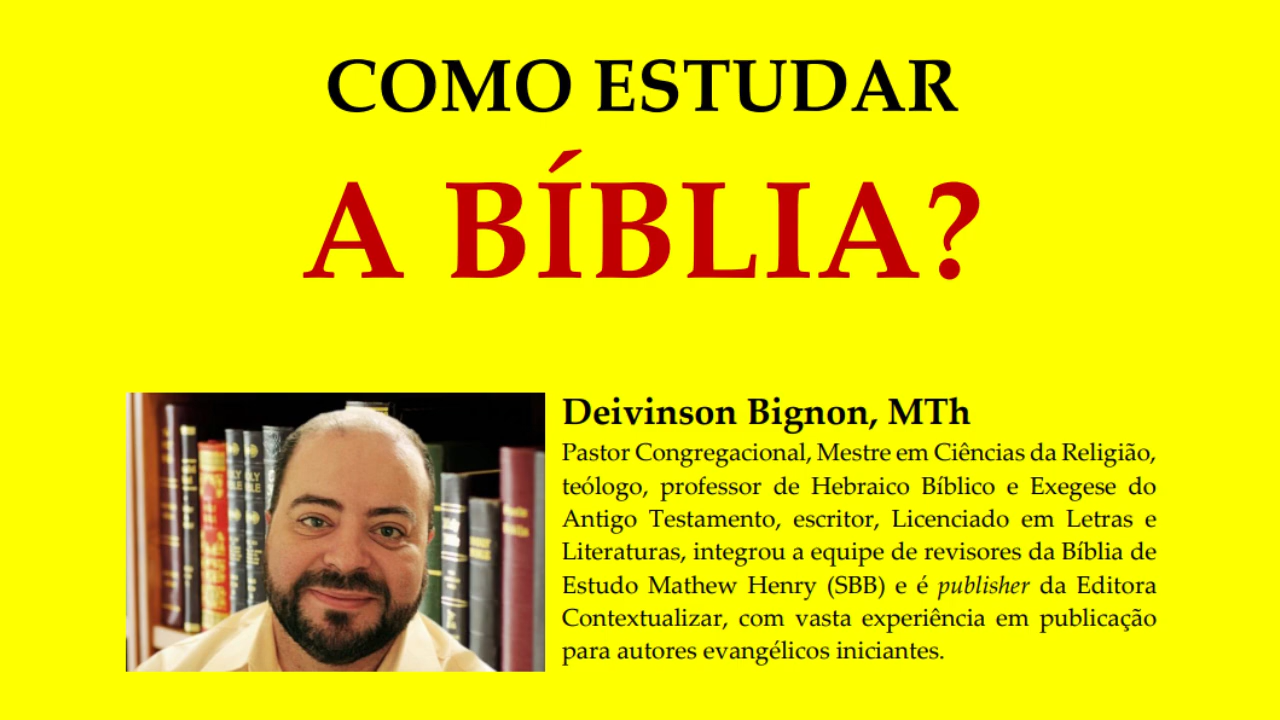 COMO ESTUDAR
A BÍBLIA?
Deivinson Bignon, MTh
Pastor Congregacional, Mestre em Ciências da Religião,
teólogo, professor de Hebraico Bíblico e Exegese do
Antigo Testamento, escritor, Licenciado em Letras e
Literaturas, integrou a equipe de revisores da Bíblia de
Estudo Mathew Henry (SBB) e é publisher da Editora
Contextualizar, com vasta experiência em publicação
para autores evangélicos iniciantes.